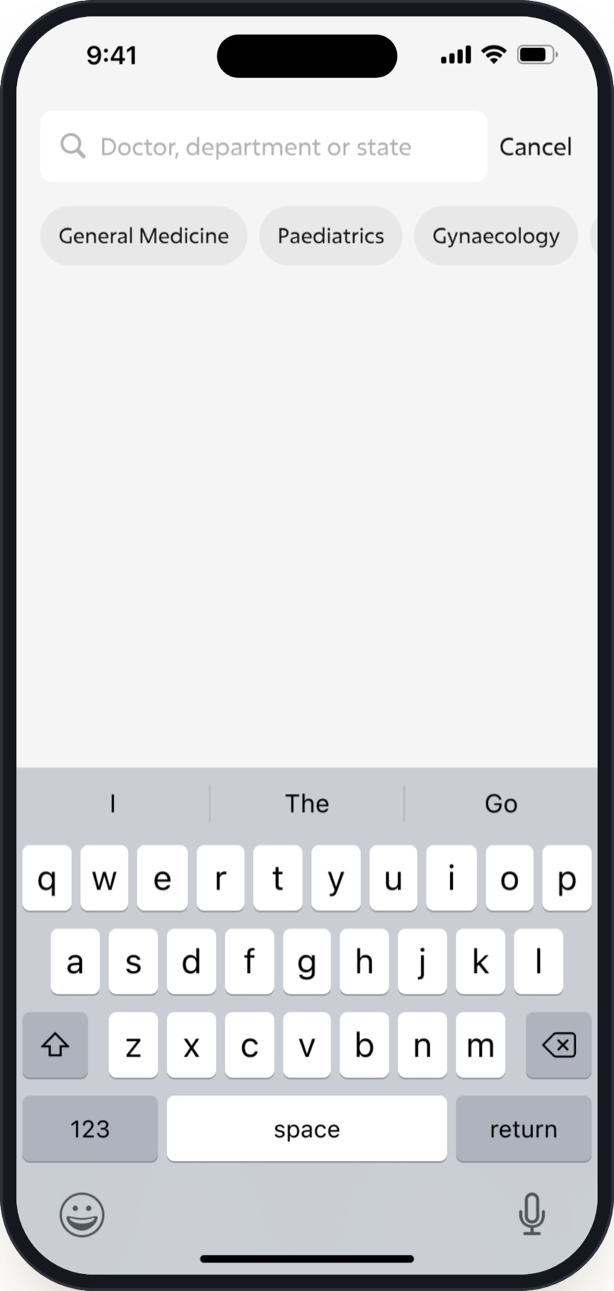 9:41
Doctor, department or state Cancel
General Medicine Paediatrics Gynaecology
I The Go
q w e r t y u i o p
a s d f g h j k l
z x c v b n m
123 space return